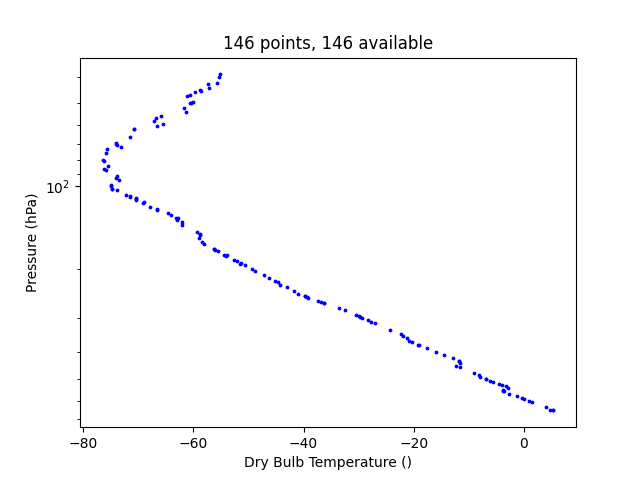 146 points, 146 available
10²
Pressure (hPa)
−80 −60 −40 −20 0
Dry Bulb Temperature ()